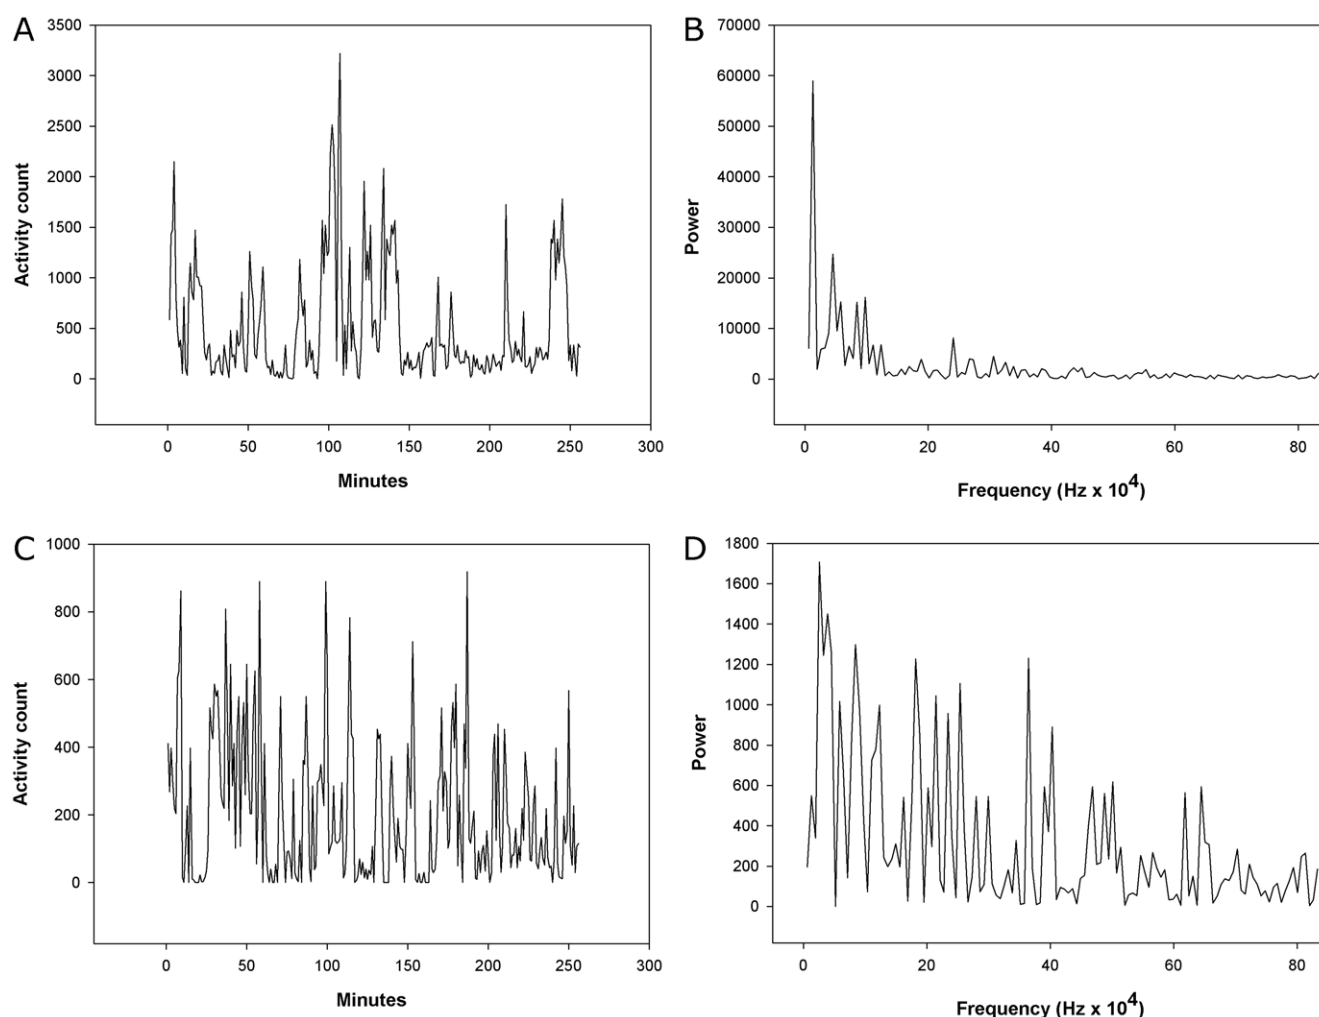 A
3500
3000
2500
2000
1500
1000
500
0
Activity count
0 50 100 150 200 250 300
Minutes
B
70000
60000
50000
40000
30000
20000
10000
0
Power
0 20 40 60 80
Frequency (Hz x 10⁴)
C
1000
800
600
400
200
0
Activity count
0 50 100 150 200 250 300
Minutes
D
1800
1600
1400
1200
1000
800
600
400
200
0
Power
0 20 40 60 80
Frequency (Hz x 10⁴)